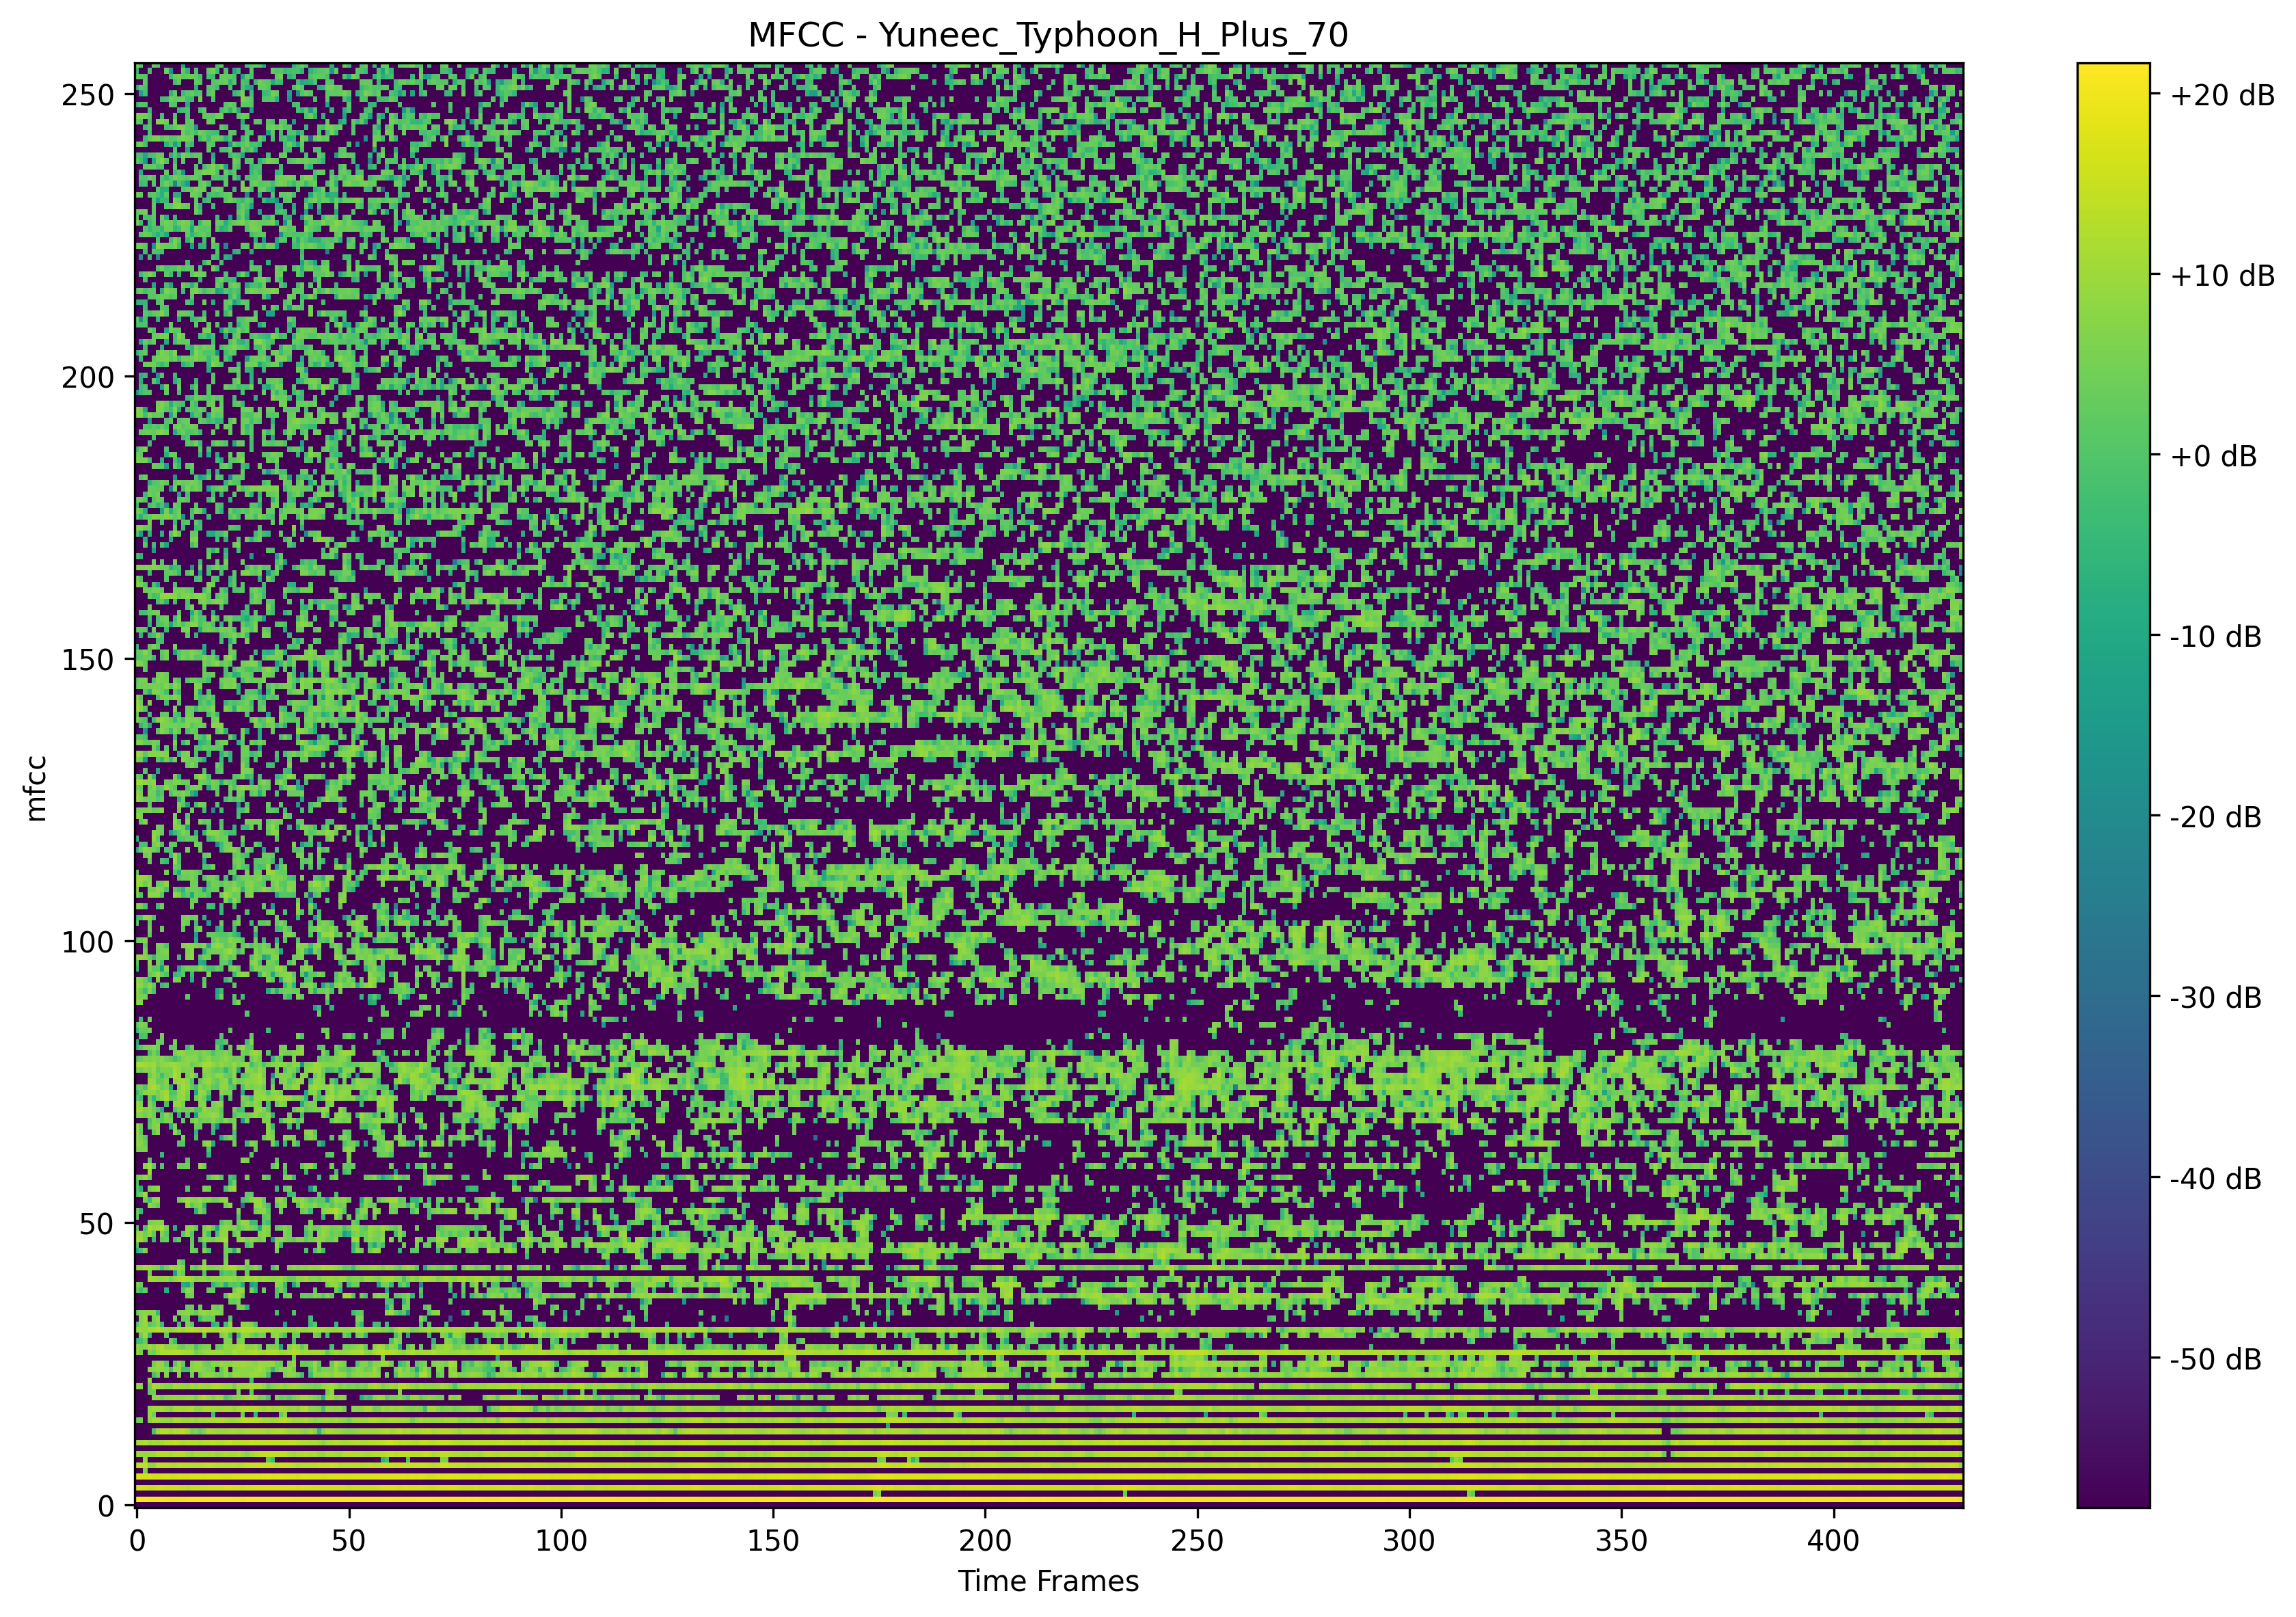 MFCC - Yuneec_Typhoon_H_Plus_70
250
200
150
100
50
0
mfcc
0 50 100 150 200 250 300 350 400
Time Frames
+20 dB
+10 dB
+0 dB
-10 dB
-20 dB
-30 dB
-40 dB
-50 dB